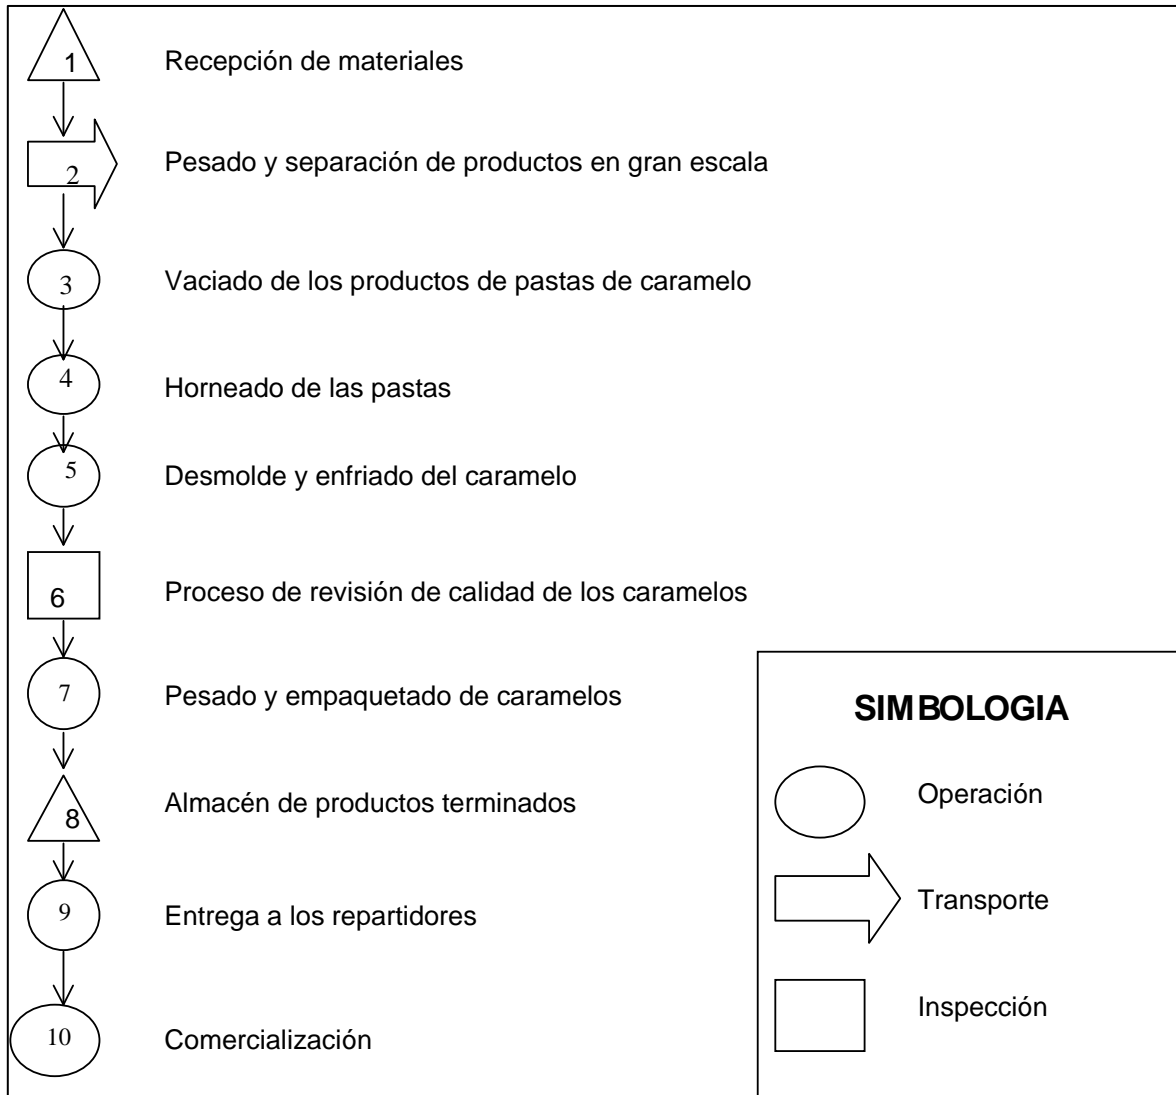 1 Recepción de materiales
2 Pesado y separación de productos en gran escala
3 Vaciado de los productos de pastas de caramelo
4 Horneado de las pastas
5 Desmolde y enfriado del caramelo
6 Proceso de revisión de calidad de los caramelos
7 Pesado y empaquetado de caramelos
8 Almacén de productos terminados
9 Entrega a los repartidores
10 Comercialización
SIMBOLOGIA
Operación
Transporte
Inspección